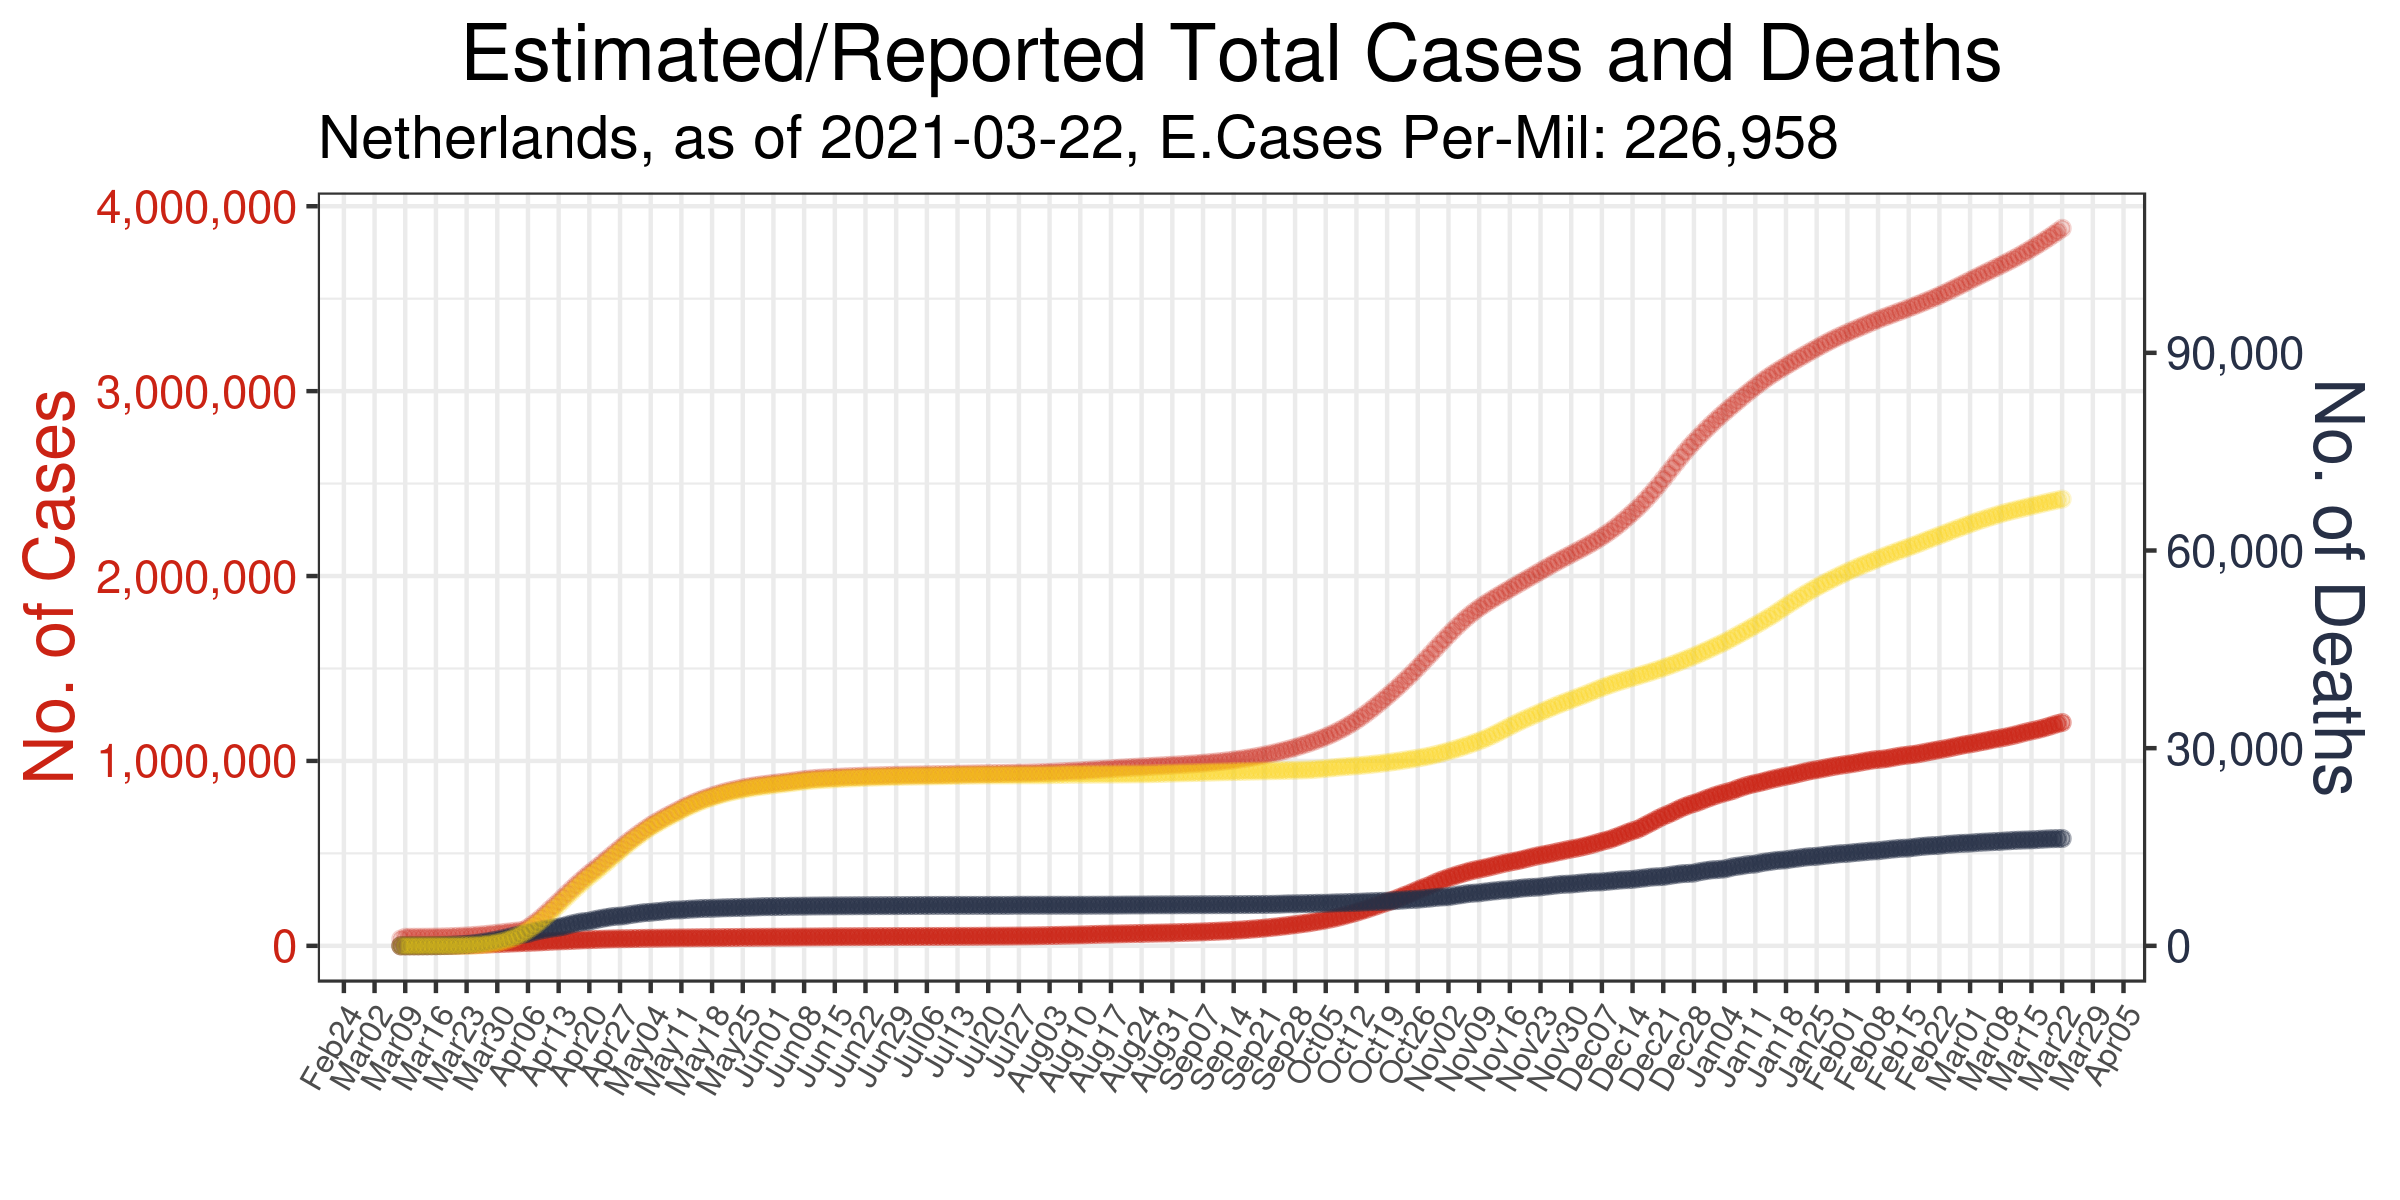 Estimated/Reported Total Cases and Deaths
Netherlands, as of 2021-03-22, E.Cases Per-Mil: 226,958
No. of Cases
4,000,000
3,000,000
2,000,000
1,000,000
0
90,000
60,000
30,000
0
No. of Deaths
Feb24
Mar02
Mar09
Mar16
Mar23
Mar30
Apr06
Apr13
Apr20
Apr27
May04
May11
May18
May25
Jun01
Jun08
Jun15
Jun22
Jun29
Jul06
Jul13
Jul20
Jul27
Aug03
Aug10
Aug17
Aug24
Aug31
Sep07
Sep14
Sep21
Sep28
Oct05
Oct12
Oct19
Oct26
Nov02
Nov09
Nov16
Nov23
Nov30
Dec07
Dec14
Dec21
Dec28
Jan04
Jan11
Jan18
Jan25
Feb01
Feb08
Feb15
Feb22
Mar01
Mar08
Mar15
Mar22
Mar29
Apr05